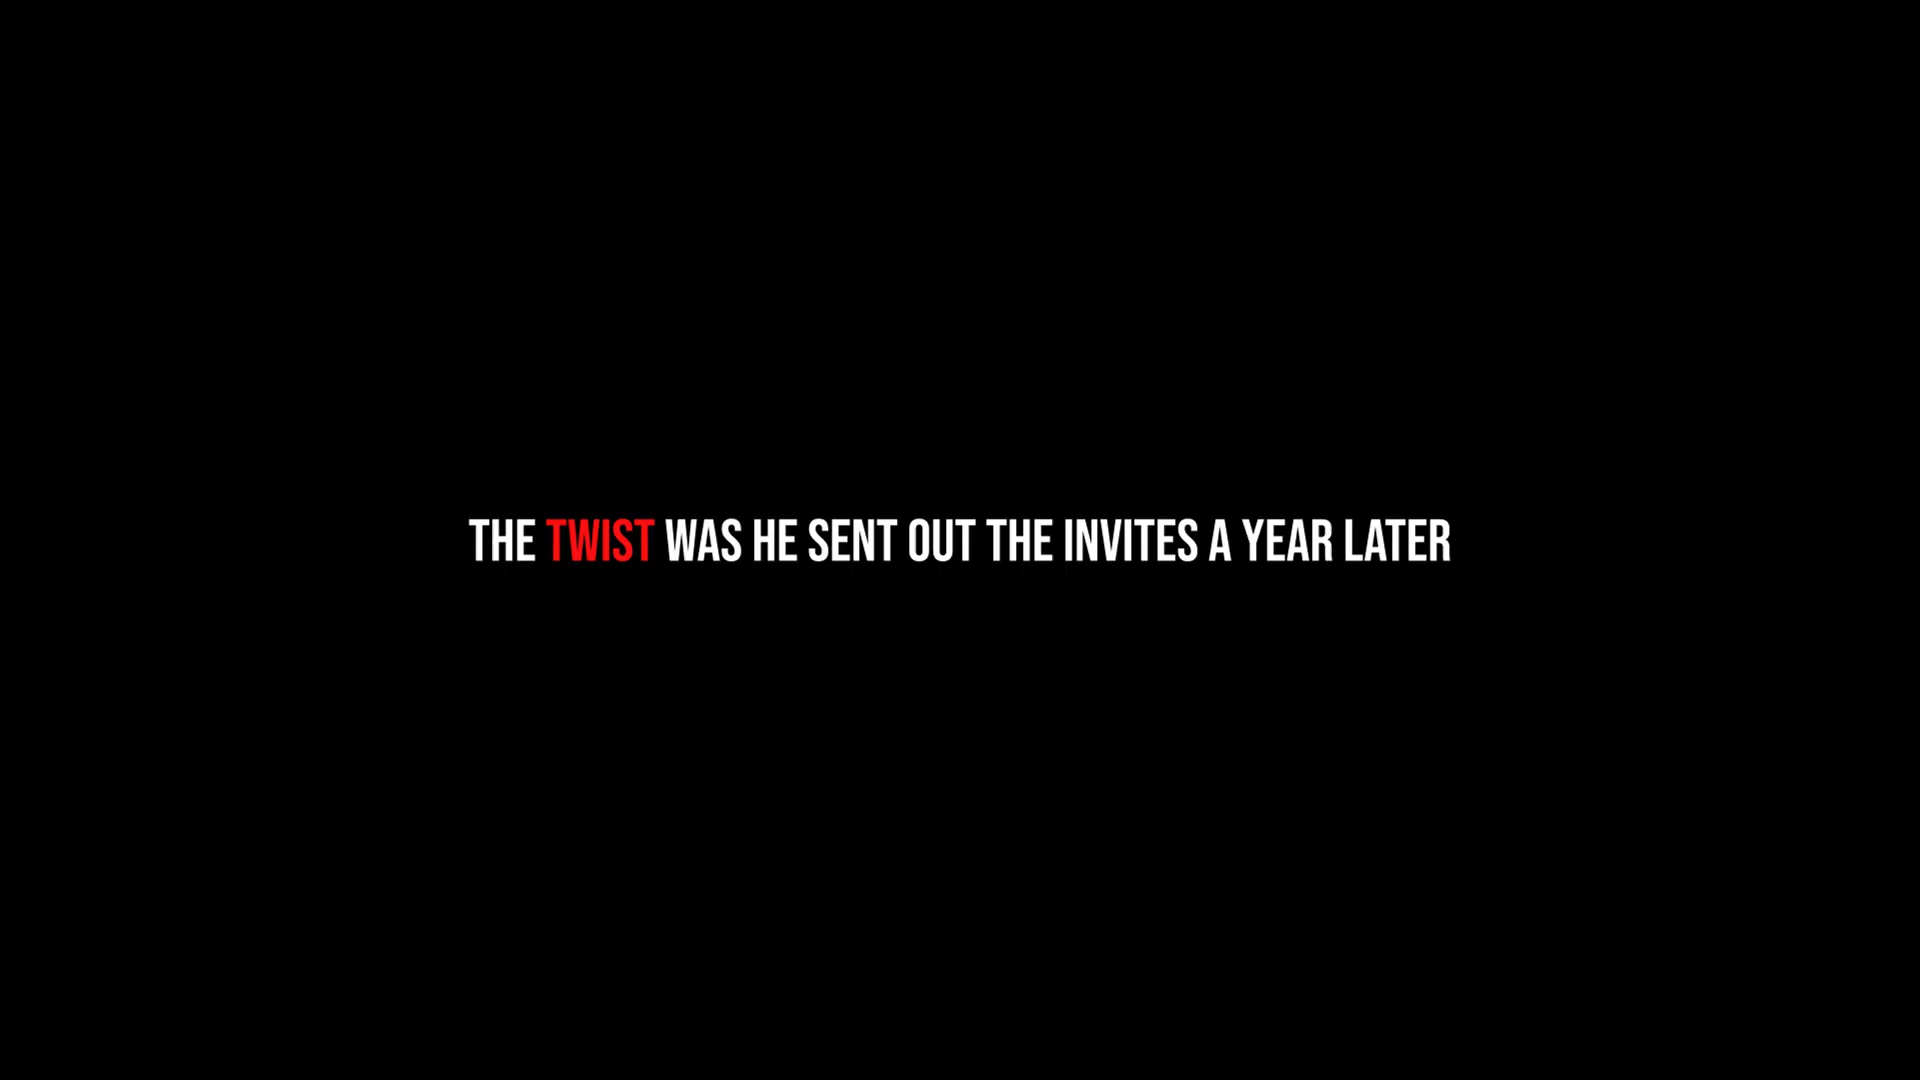 THE TWIST WAS HE SENT OUT THE INVITES A YEAR LATER